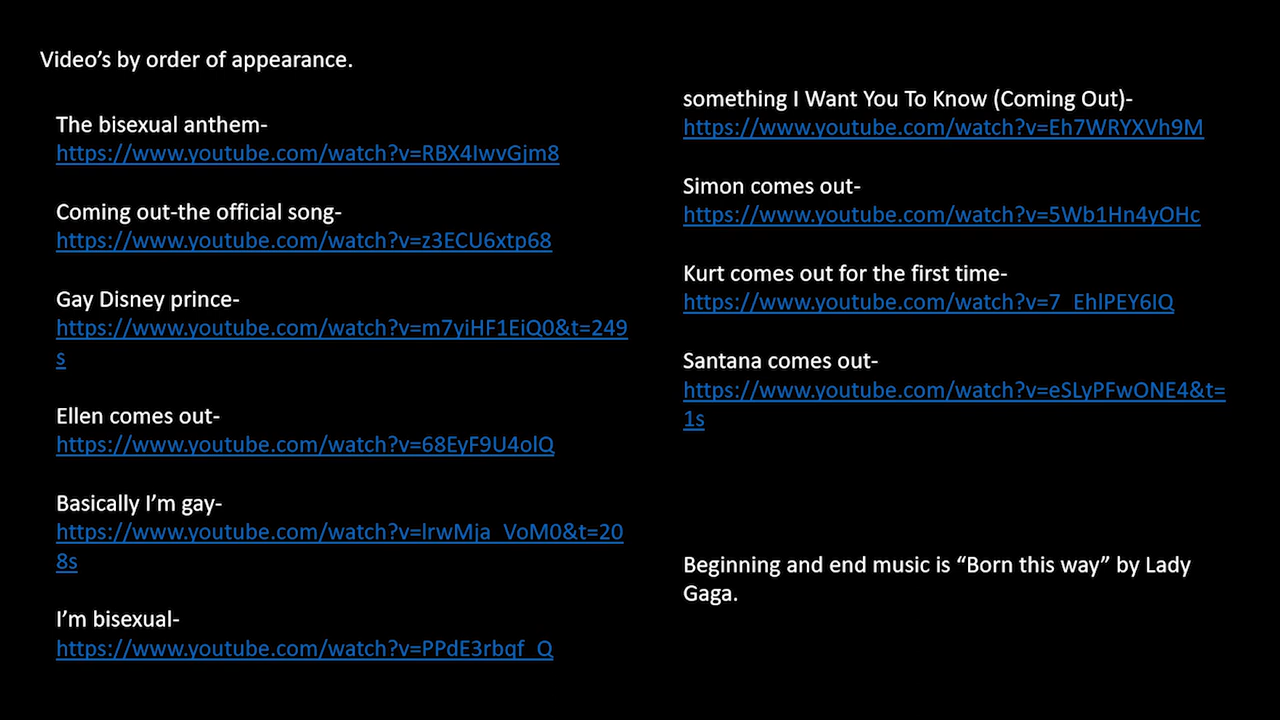 Video’s by order of appearance.
The bisexual anthem-
https://www.youtube.com/watch?v=RBX4IwvGjm8
Coming out-the official song-
https://www.youtube.com/watch?v=z3ECU6xtp68
Gay Disney prince-
https://www.youtube.com/watch?v=m7yiHF1EiQ0&t=249
s
Ellen comes out-
https://www.youtube.com/watch?v=68EyF9U4olQ
Basically I’m gay-
https://www.youtube.com/watch?v=lrwMja_VoM0&t=20
8s
I’m bisexual-
https://www.youtube.com/watch?v=PPdE3rbqf_Q
something I Want You To Know (Coming Out)-
https://www.youtube.com/watch?v=Eh7WRYXVh9M
Simon comes out-
https://www.youtube.com/watch?v=5Wb1Hn4yOHc
Kurt comes out for the first time-
https://www.youtube.com/watch?v=7_EhlPEY6IQ
Santana comes out-
https://www.youtube.com/watch?v=eSLyPFwONE4&t=
1s
Beginning and end music is “Born this way” by Lady
Gaga.